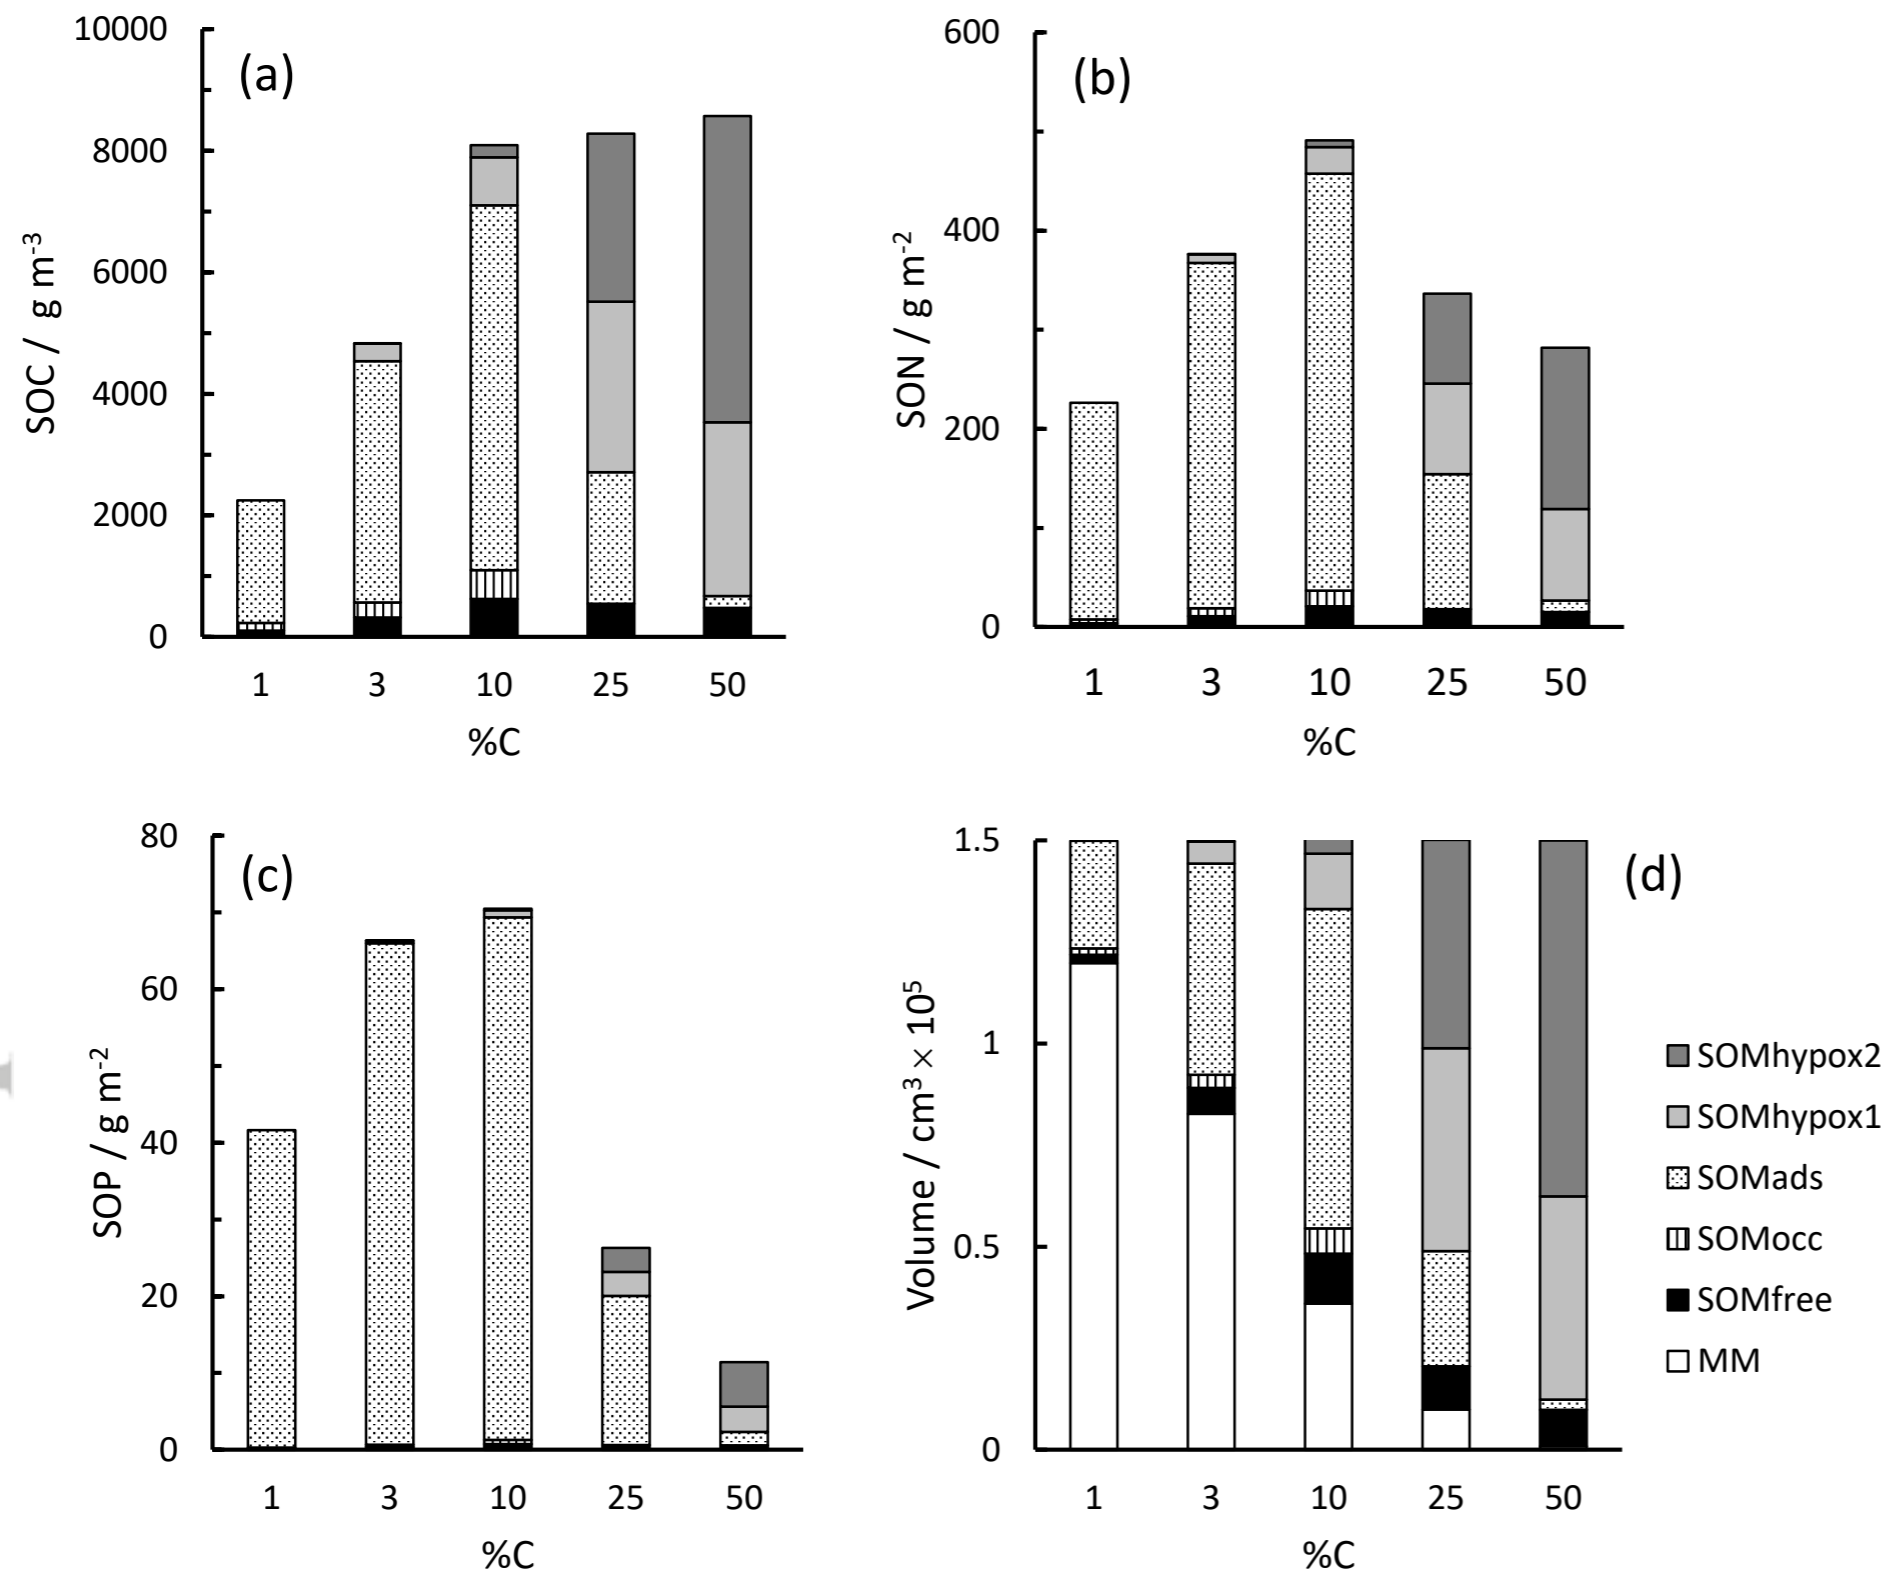 (a)
SOC / g m⁻³
10000
8000
6000
4000
2000
0
1 3 10 25 50
%C
(b)
SON / g m⁻²
600
400
200
0
1 3 10 25 50
%C
(c)
SOP / g m⁻²
80
60
40
20
0
1 3 10 25 50
%C
(d)
Volume / cm³ × 10⁵
1.5
1
0.5
0
1 3 10 25 50
%C
SOMhypox2
SOMhypox1
SOMads
SOMocc
SOMfree
MM